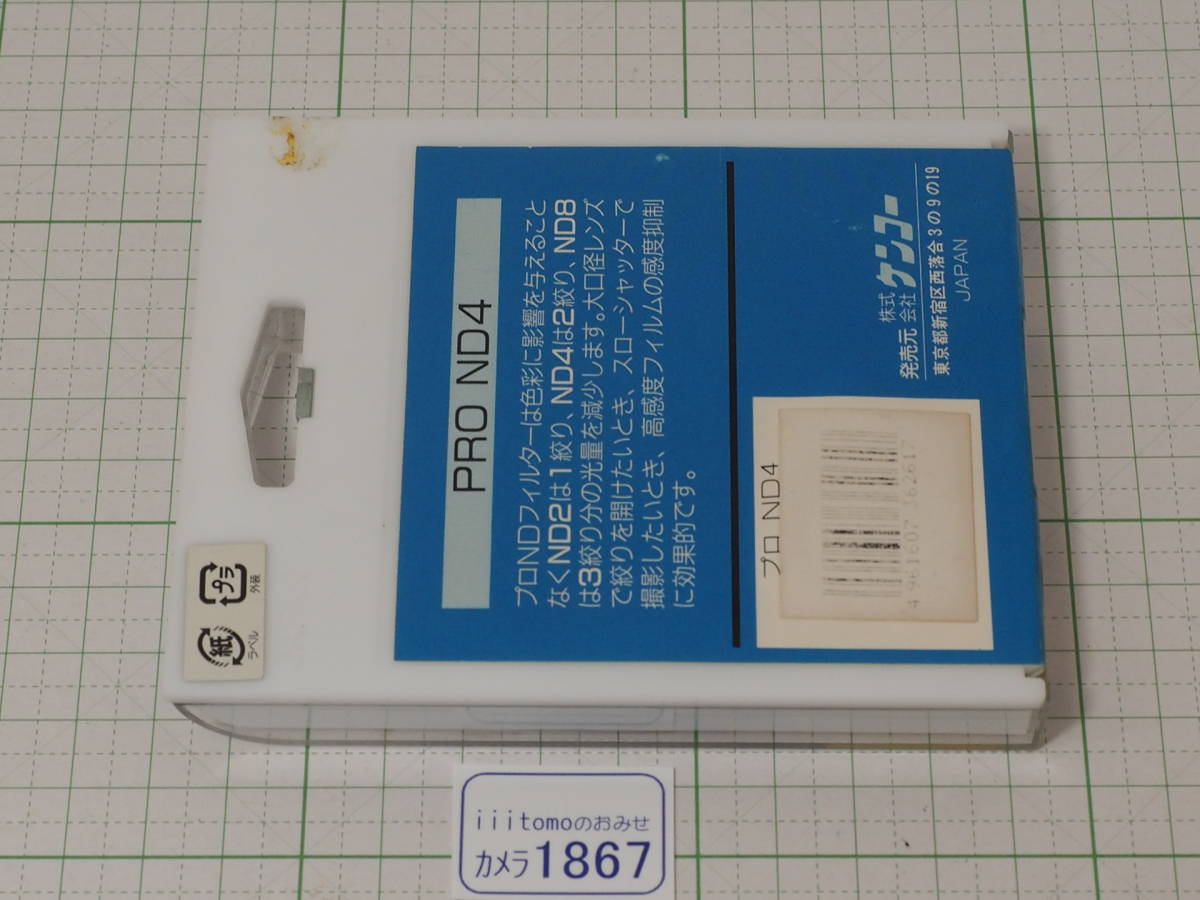 PRO ND4
プロNDフィルターは色彩に影響を与えること
なくND2は1絞り、ND4は2絞り、ND8
は3絞り分の光量を減少します。大口径レンズ
で絞りを開けたいとき、スローシャッターで
撮影したいとき、高感度フィルムの感度抑制
に効果的です。
プロ ND4
4 961607 362617
発売元 株式会社 ケンコー
東京都新宿区西落合3の9の19
JAPAN
紙
ラベル
プラ
外装
iiitomoのおみせ
カメラ1867